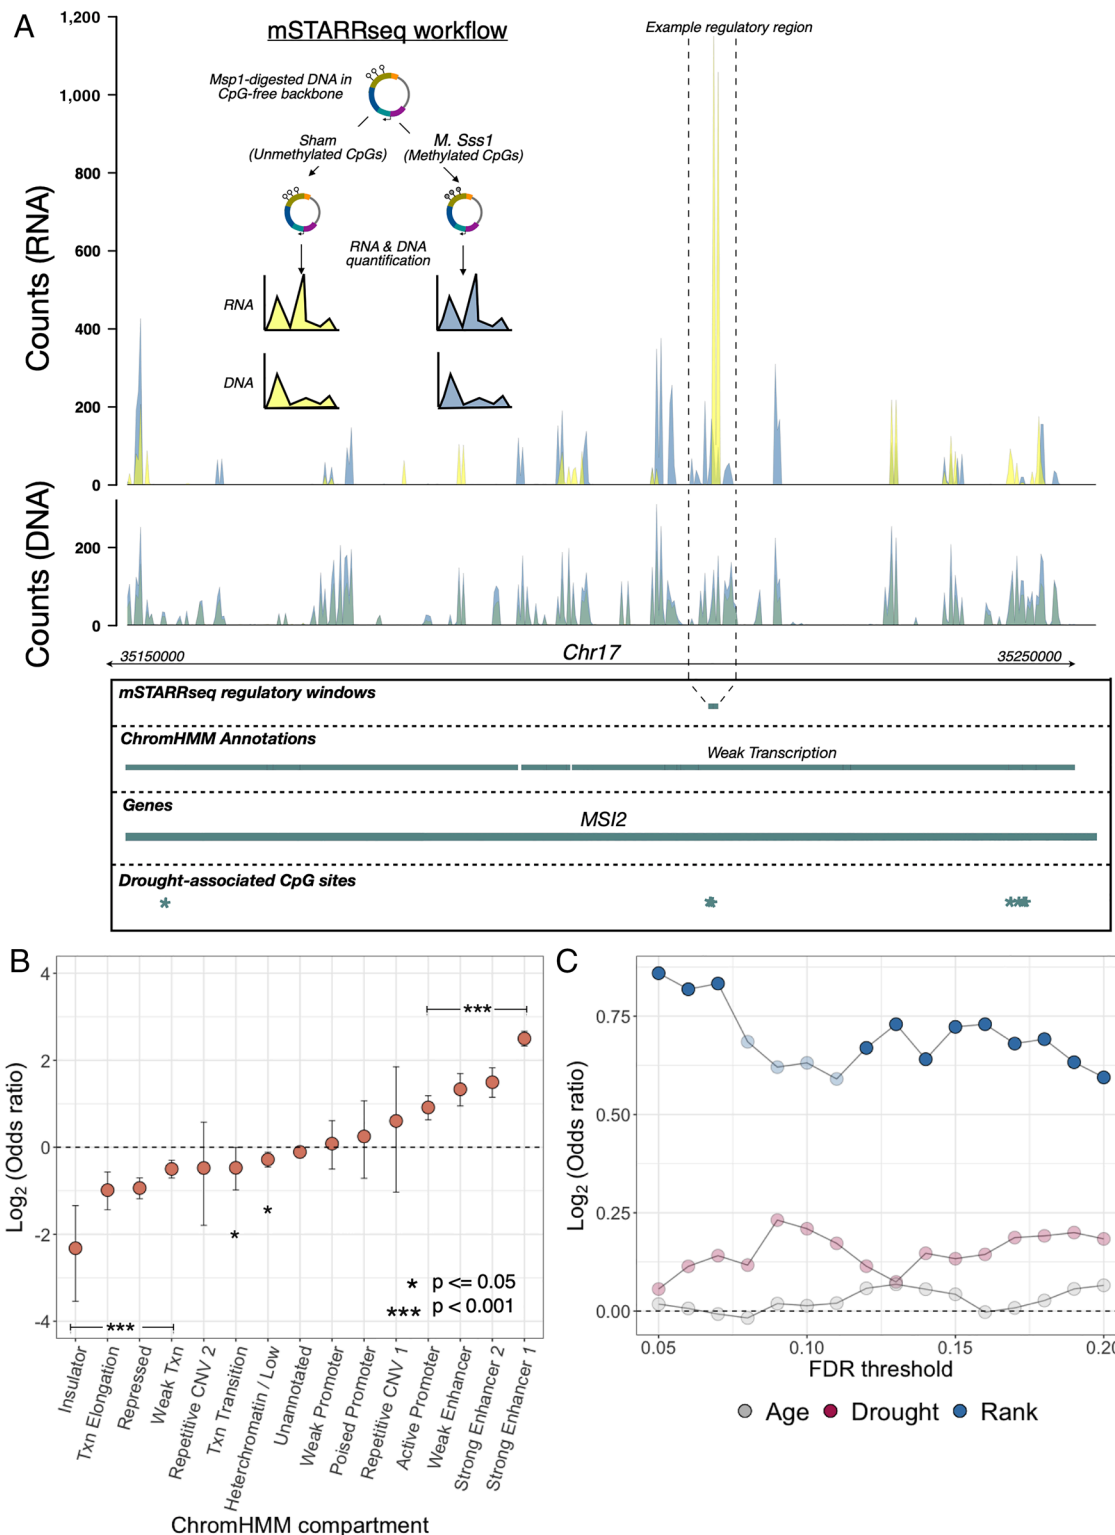 A
mSTARRseq workflow
Example regulatory region
Msp1-digested DNA in
CpG-free backbone
Sham
(Unmethylated CpGs)
M. Sss1
(Methylated CpGs)
RNA & DNA
quantification
RNA
DNA
Counts (RNA)
1,200
1,000
800
600
400
200
0
Counts (DNA)
200
0
35150000
Chr17
35250000
mSTARRseq regulatory windows
ChromHMM Annotations
Weak Transcription
Genes
MSI2
Drought-associated CpG sites
* * ***
B
Log2 (Odds ratio)
4
2
0
-2
-4
***
***
*
*
* p <= 0.05
*** p < 0.001
Insulator
Txn Elongation
Repressed
Weak Txn
Repetitive CNV 2
Txn Transition
Heterchromatin / Low
Unannotated
Weak Promoter
Poised Promoter
Repetitive CNV 1
Active Promoter
Weak Enhancer
Strong Enhancer 2
Strong Enhancer 1
ChromHMM compartment
C
Log2 (Odds ratio)
0.75
0.50
0.25
0.00
0.05
0.10
0.15
0.20
FDR threshold
Age Drought Rank